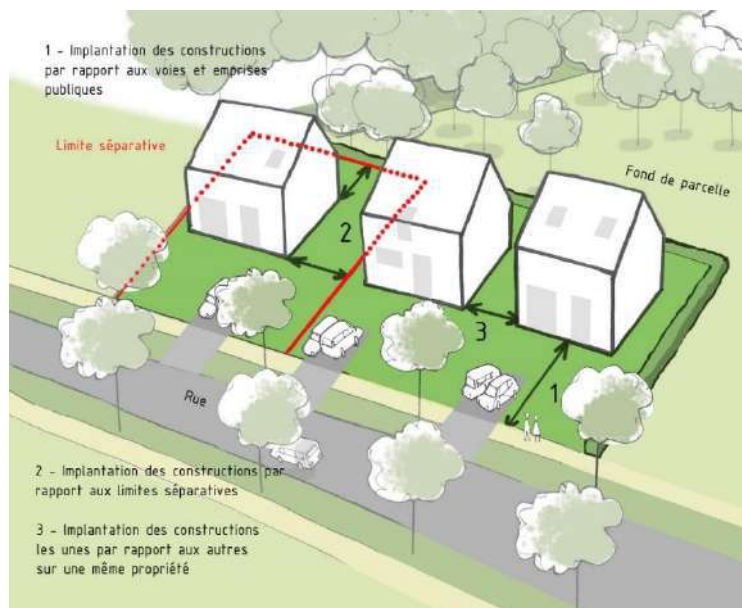 1 - Implantation des constructions
par rapport aux voies et emprises
publiques
Limite séparative
Fond de parcelle
2
3
1
Rue
2 - Implantation des constructions par
rapport aux limites séparatives
3 - Implantation des constructions
les unes par rapport aux autres
sur une même propriété